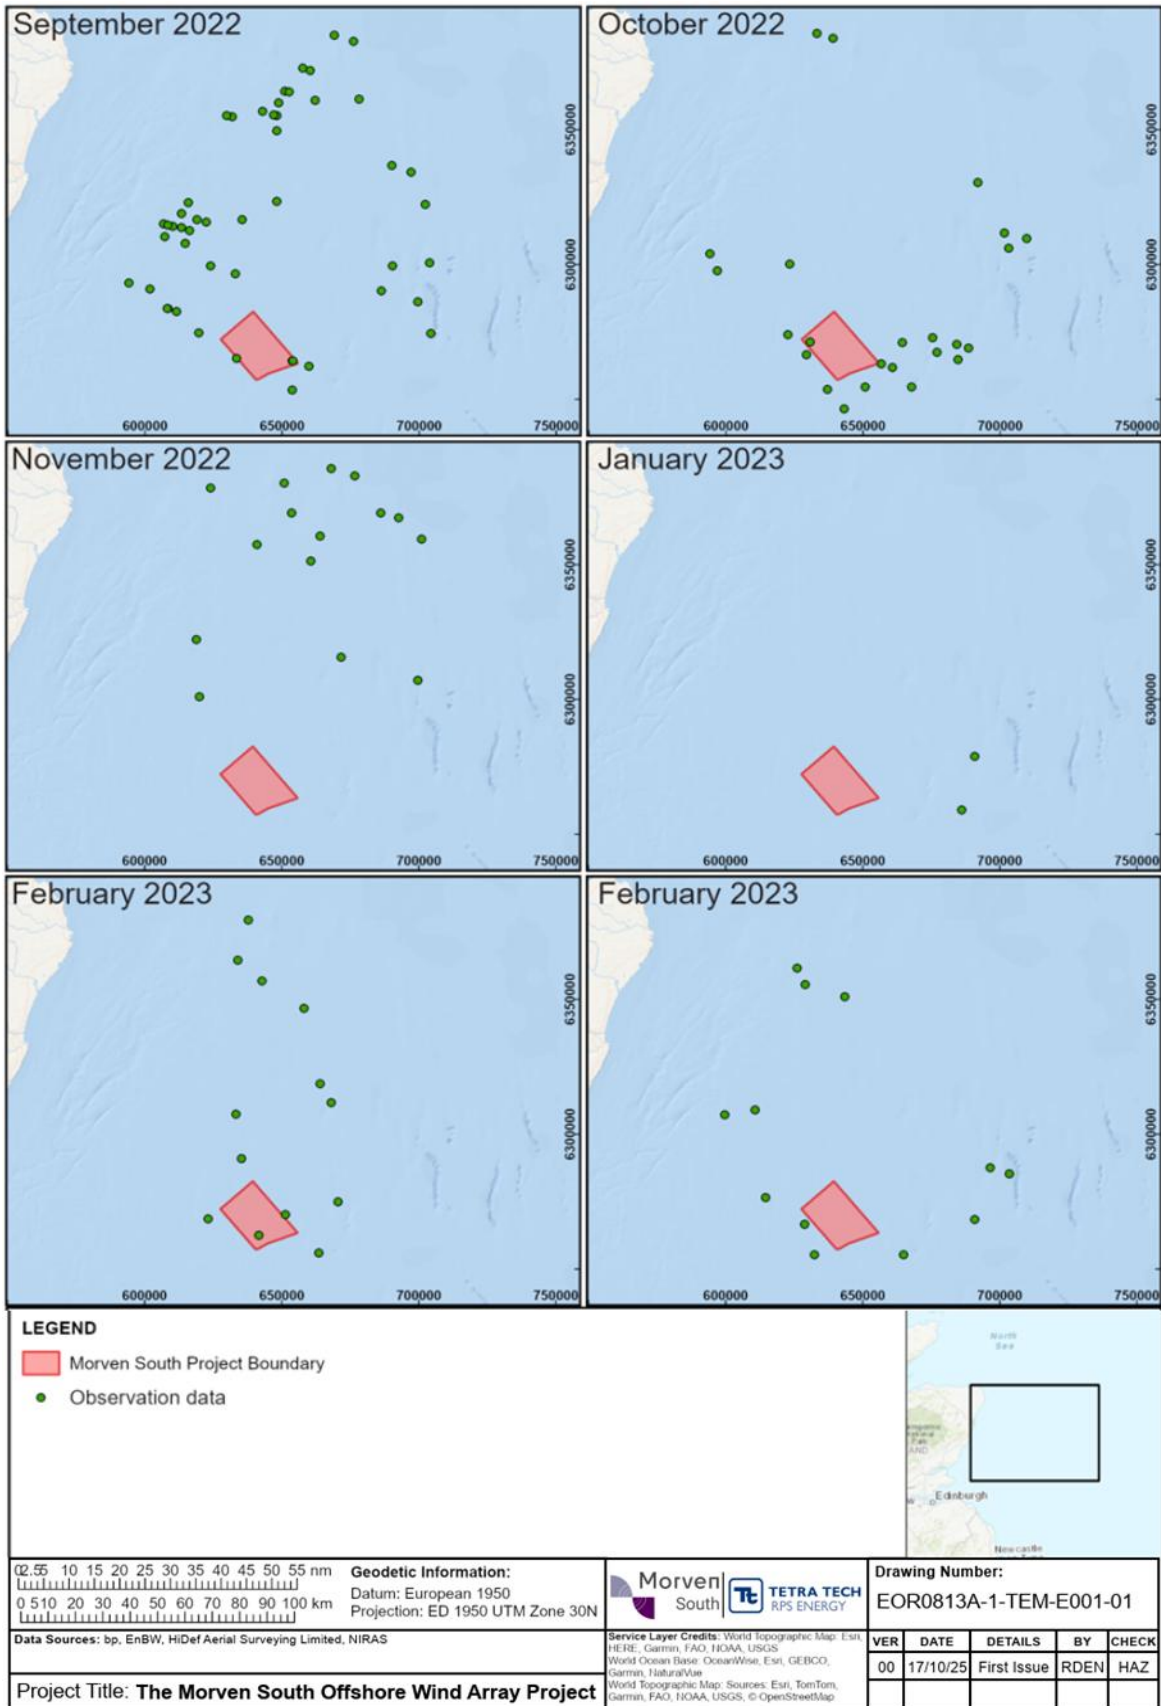 September 2022
October 2022
6350000
6300000
600000 650000 700000 750000
6350000
6300000
600000 650000 700000 750000
November 2022
January 2023
6350000
6300000
600000 650000 700000 750000
6350000
6300000
600000 650000 700000 750000
February 2023
February 2023
6350000
6300000
600000 650000 700000 750000
6350000
6300000
600000 650000 700000 750000
LEGEND
Morven South Project Boundary
Observation data
North
Sea
Edinburgh
Newcastle
0 2.5 5 10 15 20 25 30 35 40 45 50 55 nm
0 5 10 20 30 40 50 60 70 80 90 100 km
Geodetic Information:
Datum: European 1950
Projection: ED 1950 UTM Zone 30N
Morven
South
Tt
TETRA TECH
RPS ENERGY
Drawing Number:
EOR0813A-1-TEM-E001-01
Data Sources: bp, EnBW, HiDef Aerial Surveying Limited, NIRAS
Service Layer Credits: World Topographic Map: Esri,
HERE, Garmin, FAO, NOAA, USGS
World Ocean Base: OceanWise, Esri, GEBCO,
Garmin, NaturalVue
World Topographic Map: Sources: Esri, TomTom,
Garmin, FAO, NOAA, USGS, © OpenStreetMap
VER DATE DETAILS BY CHECK
00 17/10/25 First Issue RDEN HAZ
Project Title: The Morven South Offshore Wind Array Project